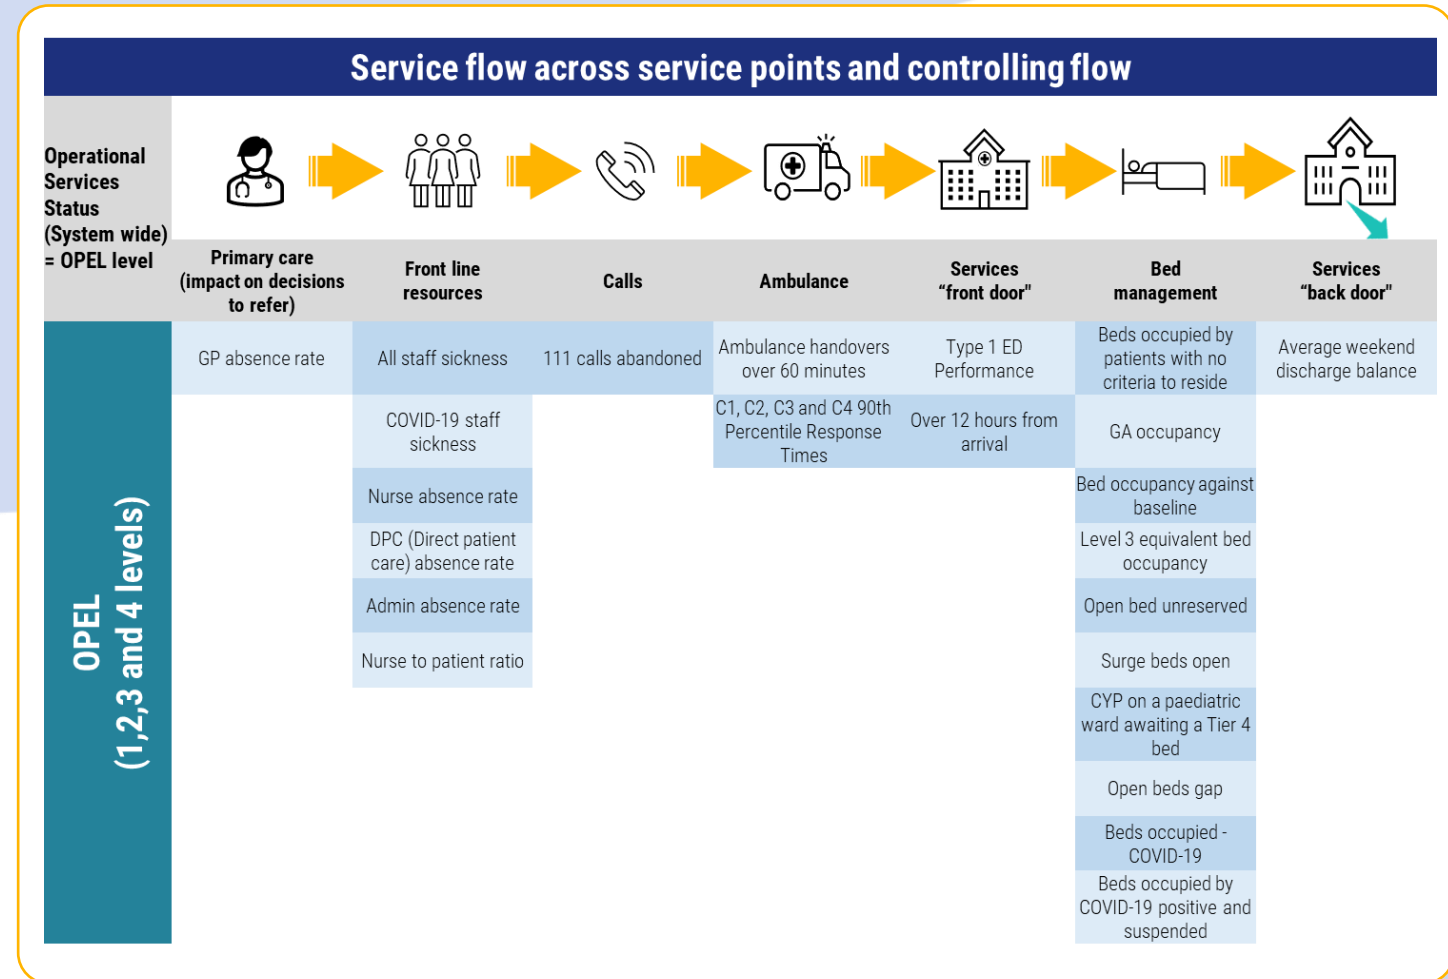 Service flow across service points and controlling flow
Operational
Services
Status
(System wide)
= OPEL level
Primary care
(impact on decisions
to refer)
Front line
resources
Calls
Ambulance
Services
“front door"
Bed
management
Services
“back door"
OPEL
(1,2,3 and 4 levels)
GP absence rate
All staff sickness
111 calls abandoned
Ambulance handovers
over 60 minutes
Type 1 ED
Performance
Beds occupied by
patients with no
criteria to reside
Average weekend
discharge balance
COVID-19 staff
sickness
C1, C2, C3 and C4 90th
Percentile Response
Times
Over 12 hours from
arrival
GA occupancy
Nurse absence rate
Bed occupancy against
baseline
DPC (Direct patient
care) absence rate
Level 3 equivalent bed
occupancy
Admin absence rate
Open bed unreserved
Nurse to patient ratio
Surge beds open
CYP on a paediatric
ward awaiting a Tier 4
bed
Open beds gap
Beds occupied -
COVID-19
Beds occupied by
COVID-19 positive and
suspended